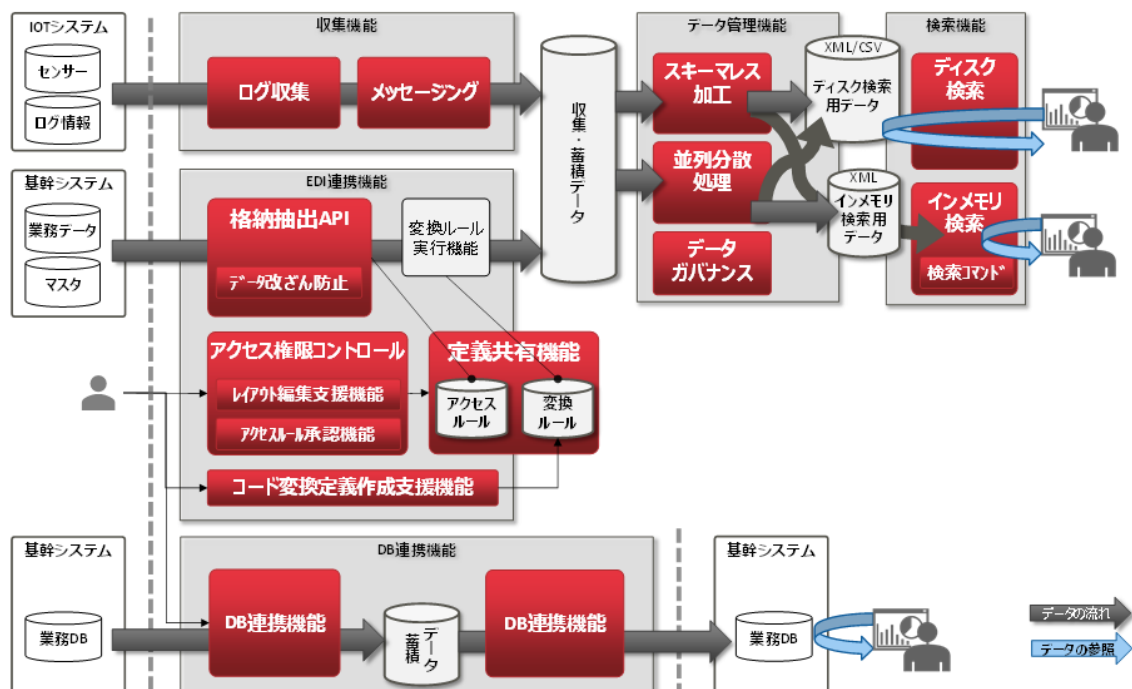 IOTシステム
センサー
ログ情報
収集機能
ログ収集
メッセージング
収集・蓄積データ
データ管理機能
スキーマレス
加工
並列分散
処理
データ
ガバナンス
XML/CSV
ディスク検索
用データ
XML
インメモリ
検索用
データ
検索機能
ディスク
検索
インメモリ
検索
検索コマンド
基幹システム
業務データ
マスタ
EDI連携機能
格納抽出API
データ改ざん防止
変換ルール
実行機能
アクセス権限コントロール
レイアウト編集支援機能
アクセスルール承認機能
定義共有機能
アクセス
ルール
変換
ルール
コード変換定義作成支援機能
基幹システム
業務DB
DB連携機能
DB連携機能
データ
蓄積
DB連携機能
基幹システム
業務DB
データの流れ
データの参照